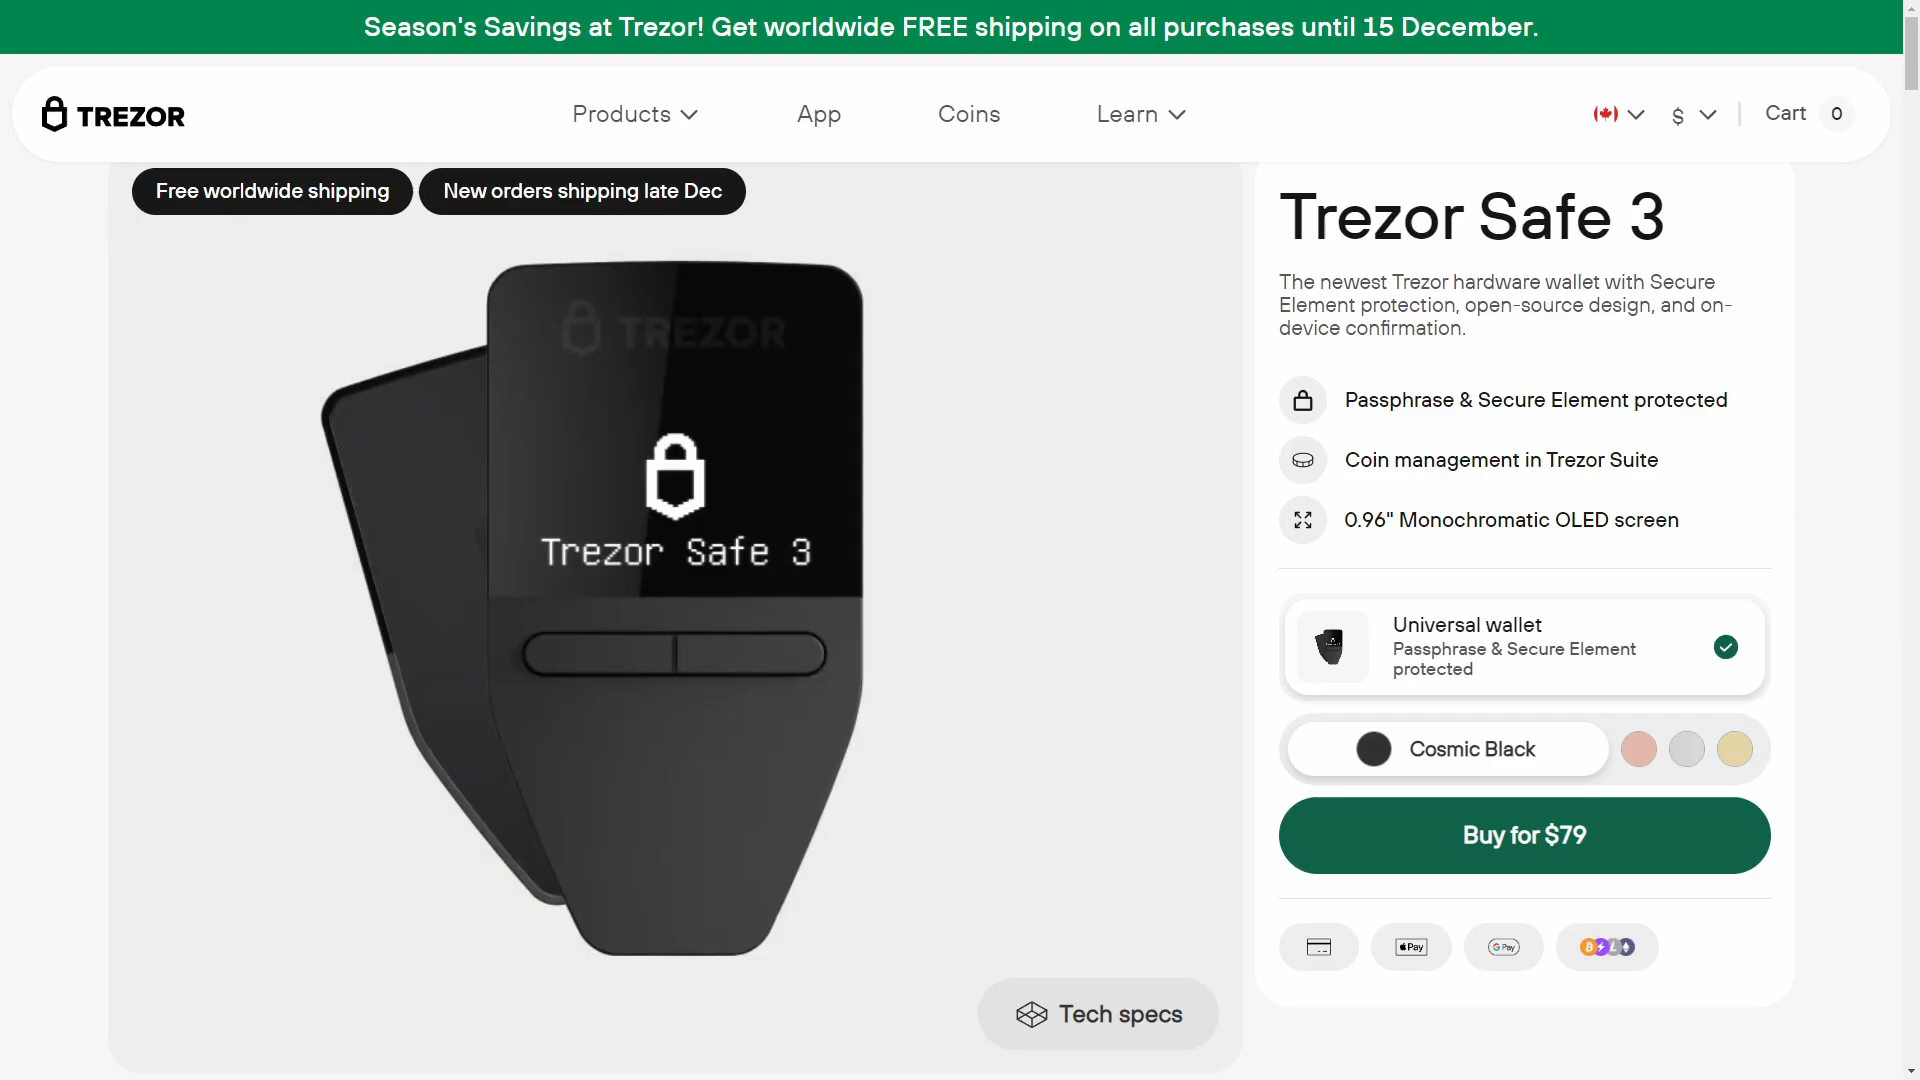 Season's Savings at Trezor! Get worldwide FREE shipping on all purchases until 15 December.
TREZOR
Products
App
Coins
Learn
$
Cart
0
Free worldwide shipping
New orders shipping late Dec
TREZOR
Trezor Safe 3
Tech specs
Trezor Safe 3
The newest Trezor hardware wallet with Secure
Element protection, open-source design, and on-
device confirmation.
Passphrase & Secure Element protected
Coin management in Trezor Suite
0.96" Monochromatic OLED screen
Universal wallet
Passphrase & Secure Element
protected
Cosmic Black
Buy for $79
Pay
G Pay